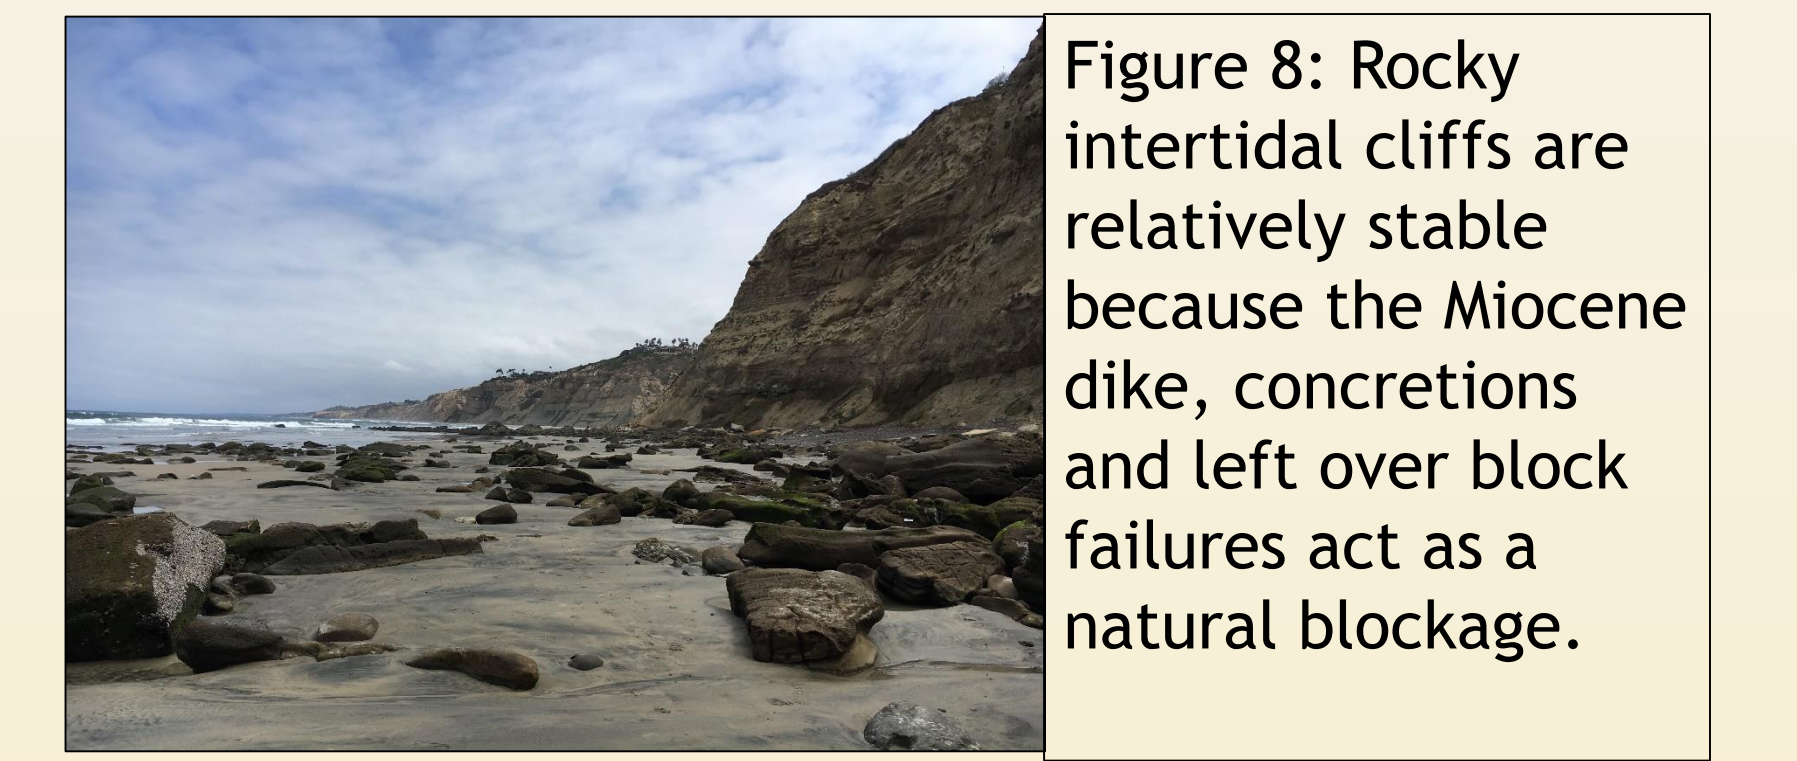 Figure 8: Rocky
intertidal cliffs are
relatively stable
because the Miocene
dike, concretions
and left over block
failures act as a
natural blockage.